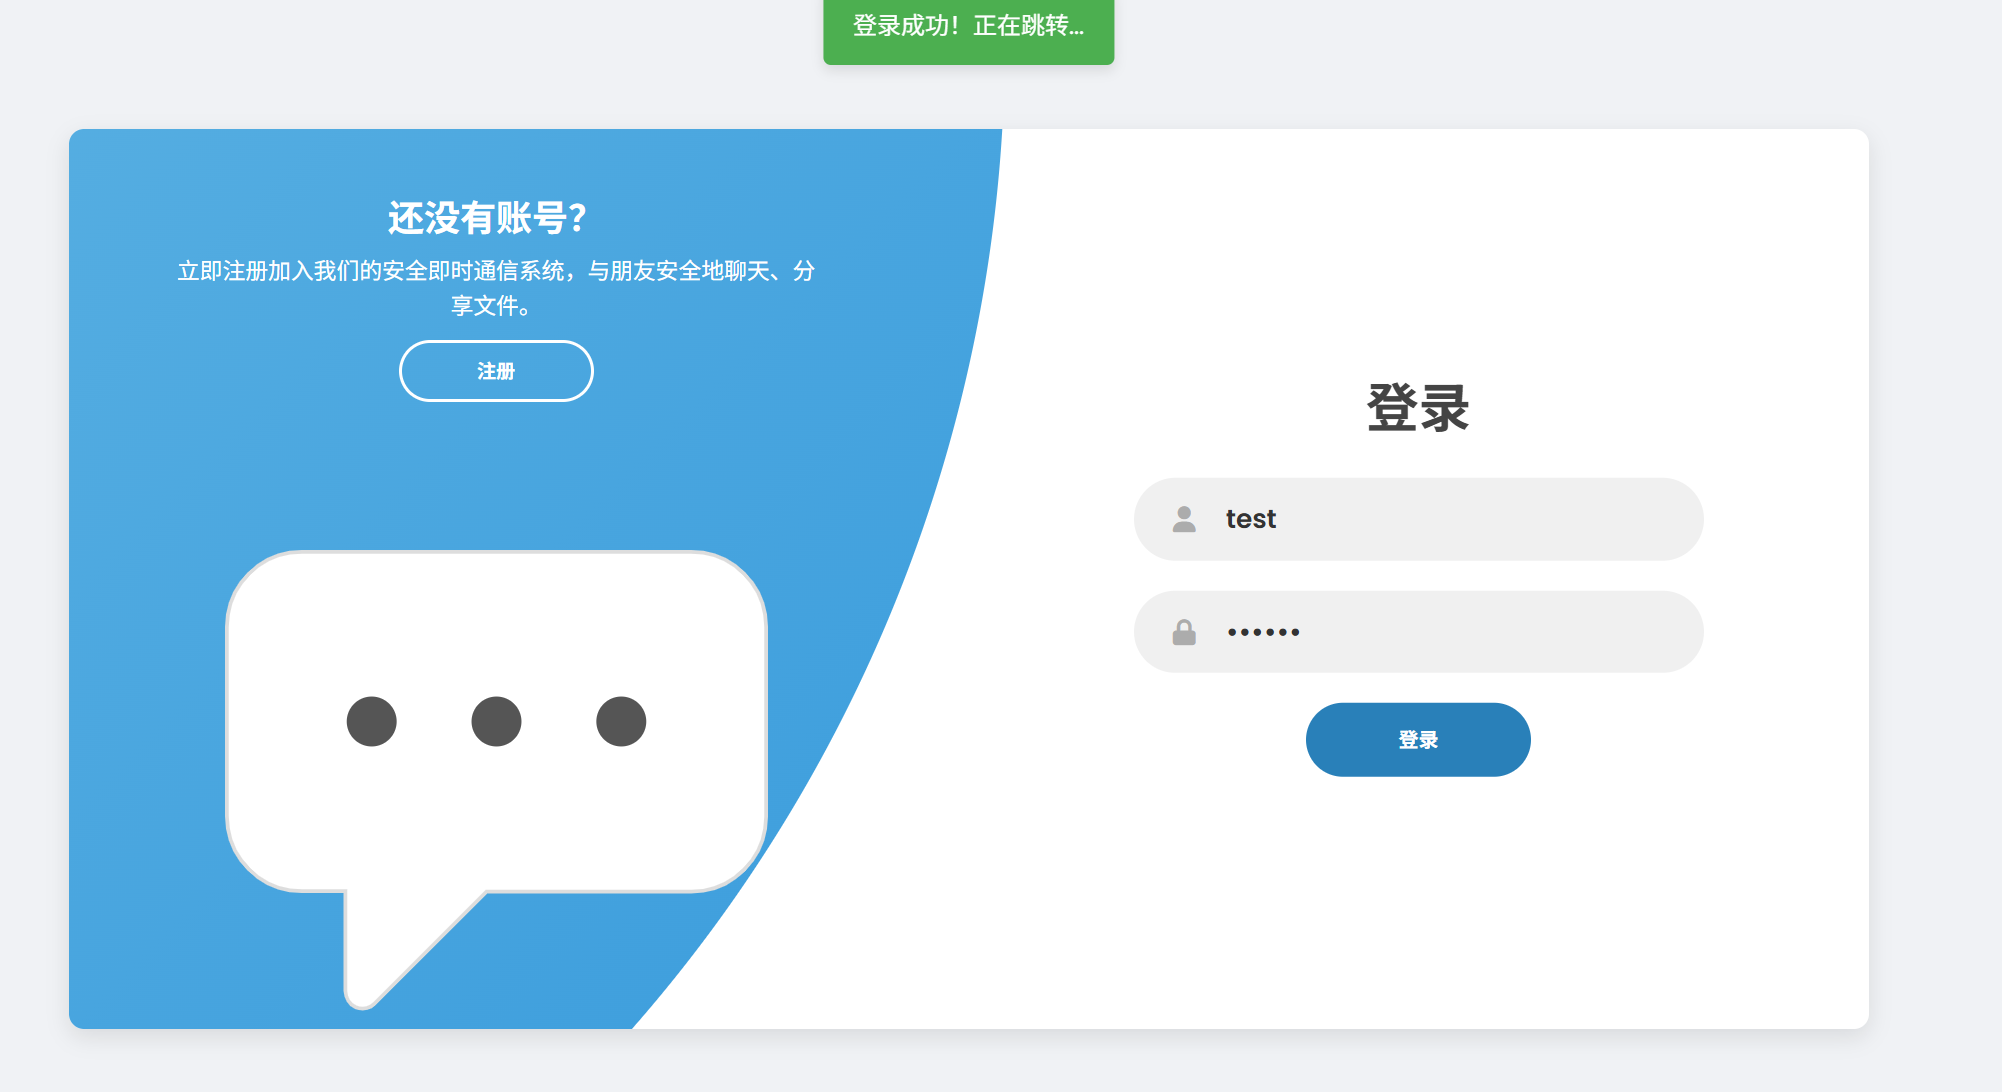 登录成功！正在跳转...
还没有账号？
立即注册加入我们的安全即时通信系统，与朋友安全地聊天、分
享文件。
注册
登录
test
••••••
登录